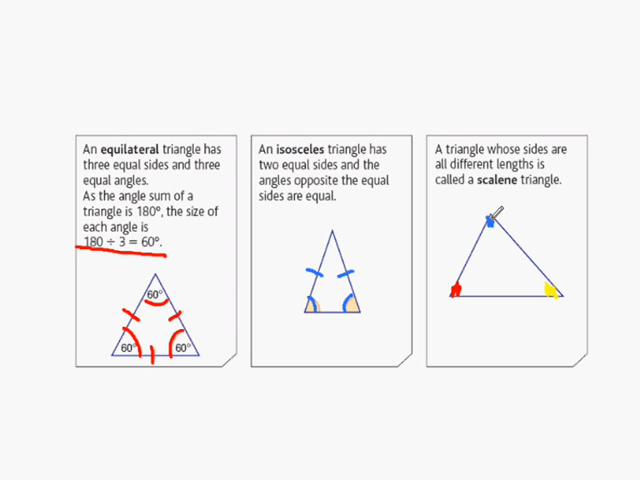 An equilateral triangle has
three equal sides and three
equal angles.
As the angle sum of a
triangle is 180°, the size of
each angle is
180 ÷ 3 = 60°.
60°
60°
60°
An isosceles triangle has
two equal sides and the
angles opposite the equal
sides are equal.
A triangle whose sides are
all different lengths is
called a scalene triangle.